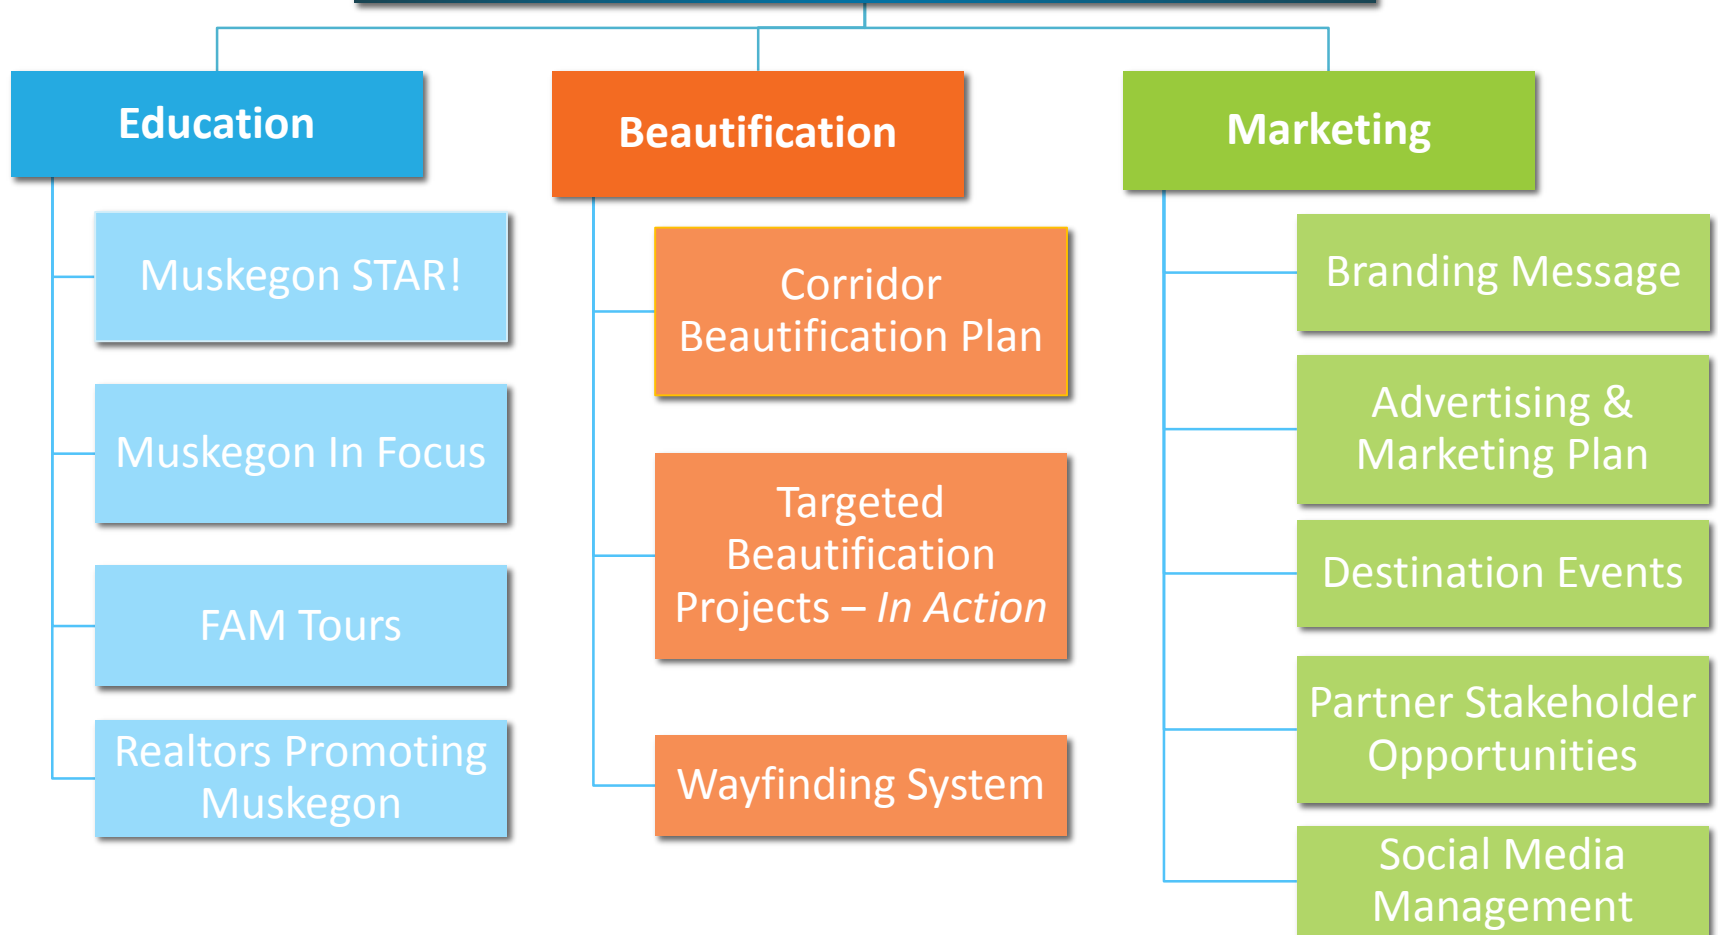 Education
Muskegon STAR!
Muskegon In Focus
FAM Tours
Realtors Promoting
Muskegon
Beautification
Corridor
Beautification Plan
Targeted
Beautification
Projects – In Action
Wayfinding System
Marketing
Branding Message
Advertising &
Marketing Plan
Destination Events
Partner Stakeholder
Opportunities
Social Media
Management